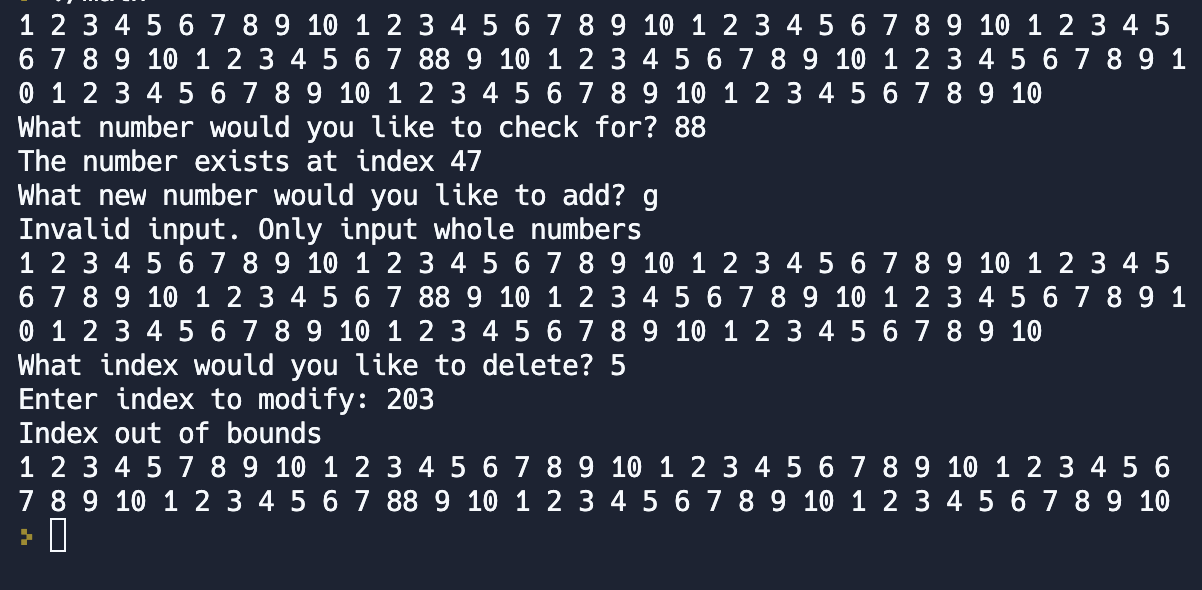 1 2 3 4 5 6 7 8 9 10 1 2 3 4 5 6 7 8 9 10 1 2 3 4 5 6 7 8 9 10 1 2 3 4 5
6 7 8 9 10 1 2 3 4 5 6 7 88 9 10 1 2 3 4 5 6 7 8 9 10 1 2 3 4 5 6 7 8 9 1
0 1 2 3 4 5 6 7 8 9 10 1 2 3 4 5 6 7 8 9 10 1 2 3 4 5 6 7 8 9 10
What number would you like to check for? 88
The number exists at index 47
What new number would you like to add? g
Invalid input. Only input whole numbers
1 2 3 4 5 6 7 8 9 10 1 2 3 4 5 6 7 8 9 10 1 2 3 4 5 6 7 8 9 10 1 2 3 4 5
6 7 8 9 10 1 2 3 4 5 6 7 88 9 10 1 2 3 4 5 6 7 8 9 10 1 2 3 4 5 6 7 8 9 1
0 1 2 3 4 5 6 7 8 9 10 1 2 3 4 5 6 7 8 9 10 1 2 3 4 5 6 7 8 9 10
What index would you like to delete? 5
Enter index to modify: 203
Index out of bounds
1 2 3 4 5 7 8 9 10 1 2 3 4 5 6 7 8 9 10 1 2 3 4 5 6 7 8 9 10 1 2 3 4 5 6
7 8 9 10 1 2 3 4 5 6 7 88 9 10 1 2 3 4 5 6 7 8 9 10 1 2 3 4 5 6 7 8 9 10